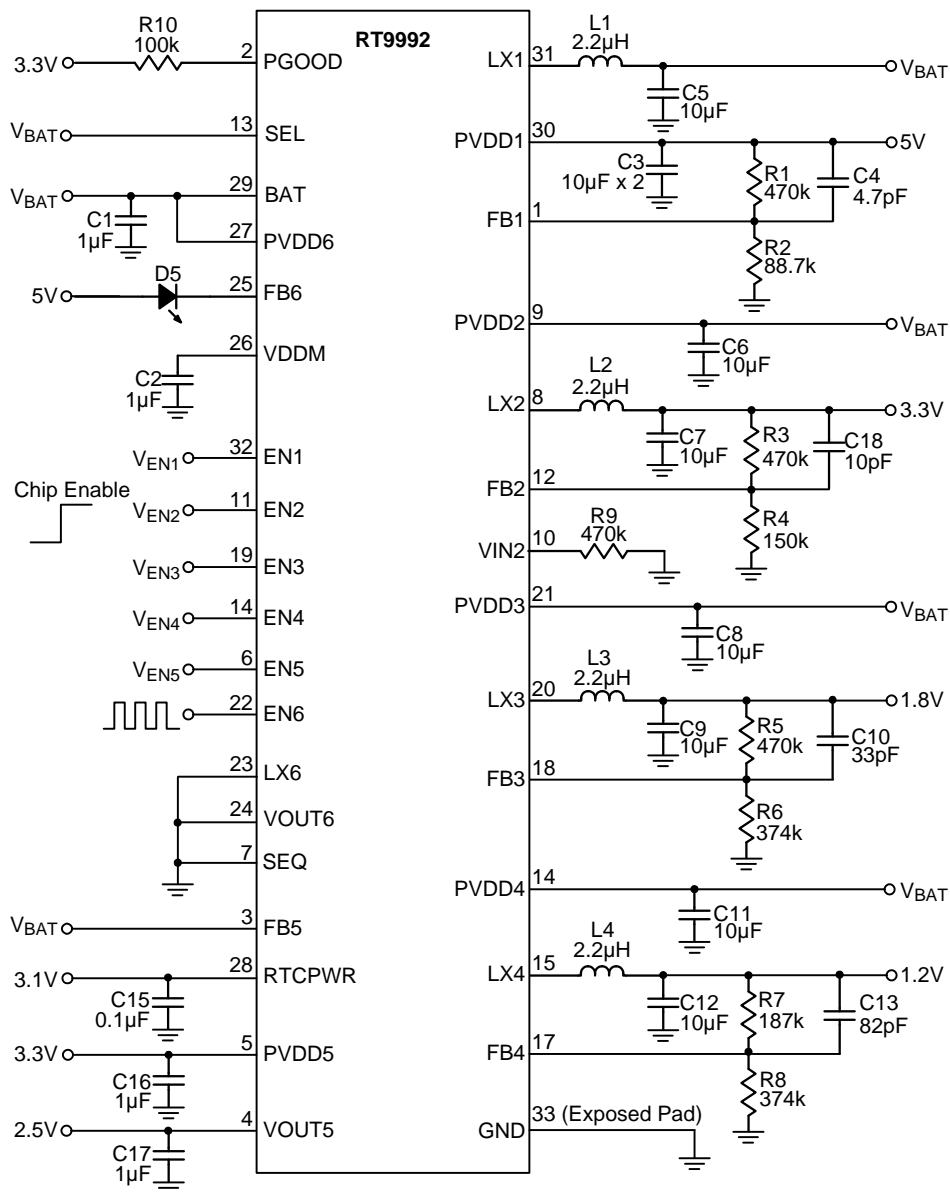 RT9992
R10
100k
3.3V
2
PGOOD
VBAT
13
SEL
VBAT
29
BAT
C1
1µF
27
PVDD6
D5
5V
25
FB6
26
VDDM
C2
1µF
VEN1
32
EN1
Chip Enable
VEN2
11
EN2
VEN3
19
EN3
VEN4
14
EN4
VEN5
6
EN5
22
EN6
23
LX6
24
VOUT6
7
SEQ
VBAT
3
FB5
3.1V
28
RTCPWR
C15
0.1µF
3.3V
5
PVDD5
C16
1µF
2.5V
4
VOUT5
C17
1µF
L1
2.2µH
LX1
31
VBAT
C5
10µF
PVDD1
30
5V
C3
10µF x 2
R1
470k
C4
4.7pF
FB1
1
R2
88.7k
PVDD2
9
VBAT
C6
10µF
L2
2.2µH
LX2
8
3.3V
C7
10µF
R3
470k
C18
10pF
FB2
12
R4
150k
R9
470k
VIN2
10
PVDD3
21
VBAT
C8
10µF
L3
2.2µH
LX3
20
1.8V
C9
10µF
R5
470k
C10
33pF
FB3
18
R6
374k
PVDD4
14
VBAT
C11
10µF
L4
2.2µH
LX4
15
1.2V
C12
10µF
R7
187k
C13
82pF
FB4
17
R8
374k
GND
33 (Exposed Pad)